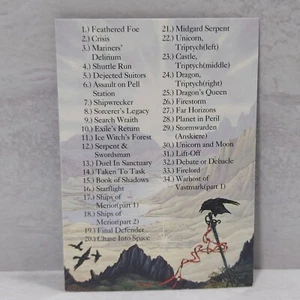 1.) Feathered Foe
2.) Crisis
3.) Mariners'
Delirium
4.) Shuttle Run
5.) Dejected Suitors
6.) Assault on Pell
Station
7.) Shipwrecker
8.) Sorcerer's Legacy
9.) Search Wraith
10.) Exile's Return
11.) Ice Witch's Forest
12.) Serpent &
Swordsman
13.) Duel In Sanctuary
14.) Taken To Task
15.) Book of Shadows
16.) Starflight
17.) Ships of
Merior(part 1)
18.) Ships of
Merior(part 2)
19.) Final Defender
20.) Chase Into Space
21.) Midgard Serpent
22.) Unicorn,
Triptych(left)
23.) Castle,
Triptych(middle)
24.) Dragon,
Triptych(right)
25.) Dragon's Queen
26.) Firestorm
27.) Far Horizons
28.) Planet in Peril
29.) Stormwarden
(Anskiere)
30.) Unicorn and Moon
31.) Lift-Off
32.) Debate or Debacle
33.) Firelord
34.) Warhost of
Vastmark(part 1)